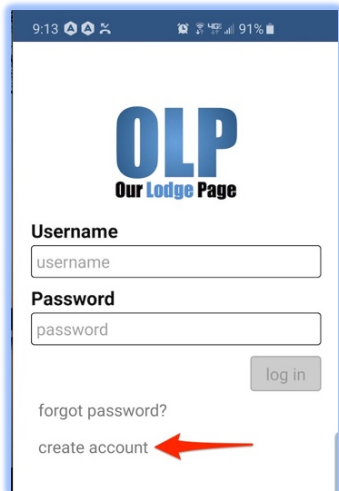 9:13 91%
OLP
Our Lodge Page
Username
username
Password
password
log in
forgot password?
create account